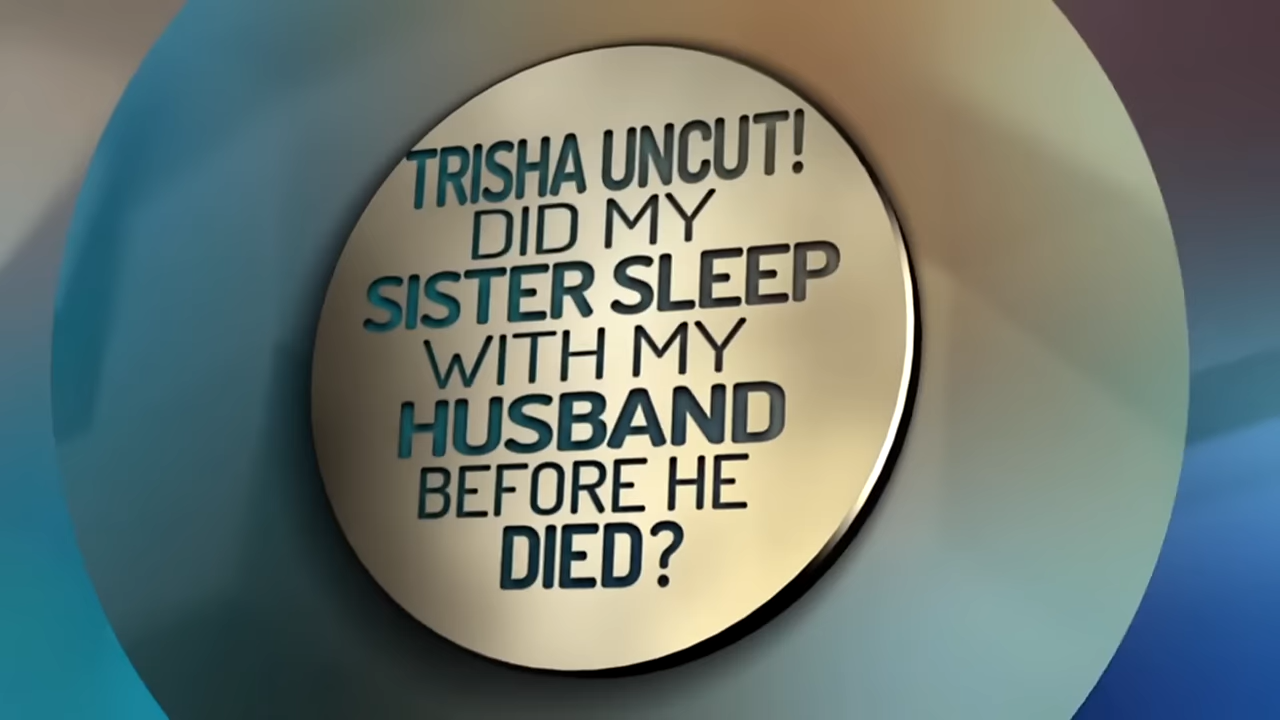 TRISHA UNCUT!
DID MY
SISTER SLEEP
WITH MY
HUSBAND
BEFORE HE
DIED?